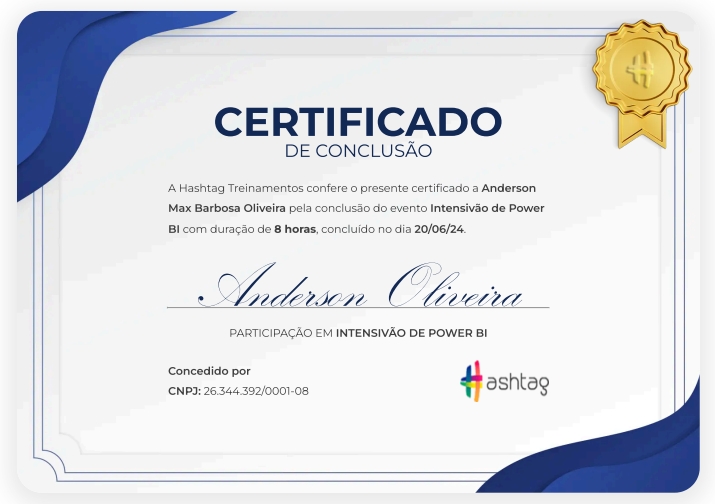 CERTIFICADO
DE CONCLUSÃO
A Hashtag Treinamentos confere o presente certificado a Anderson
Max Barbosa Oliveira pela conclusão do evento Intensivão de Power
BI com duração de 8 horas, concluído no dia 20/06/24.
Anderson Oliveira
PARTICIPAÇÃO EM INTENSIVÃO DE POWER BI
Concedido por
CNPJ: 26.344.392/0001-08
#ashtag